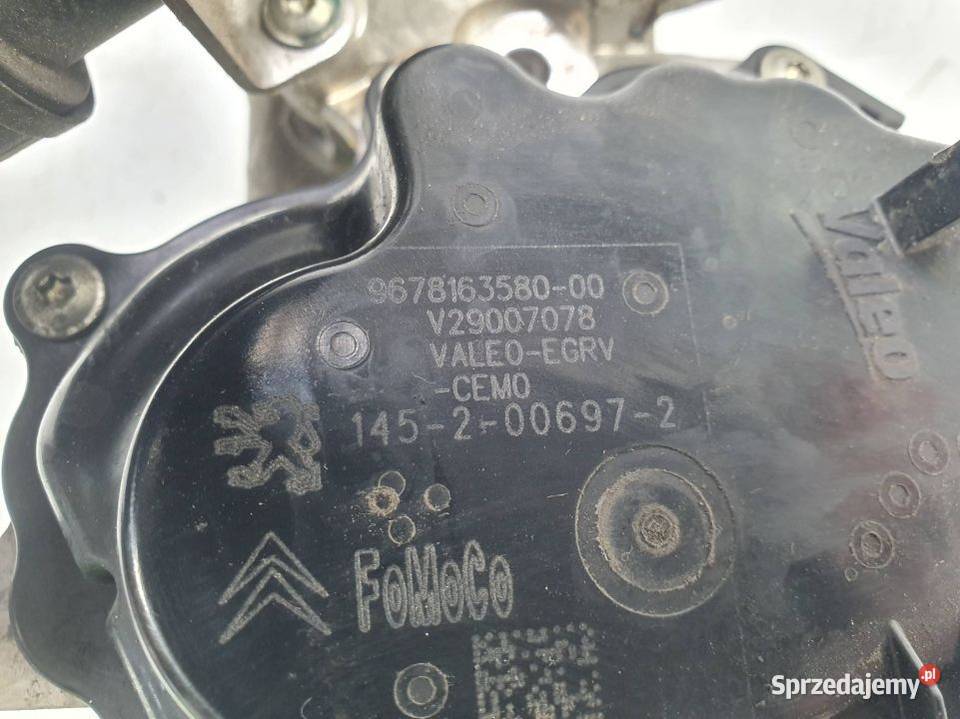 9678163580-00
V29007078
VALEO-EGRV
-CEMO
145-2-00697-2
Valeo
FoMoCo
Sprzedajemy.pl